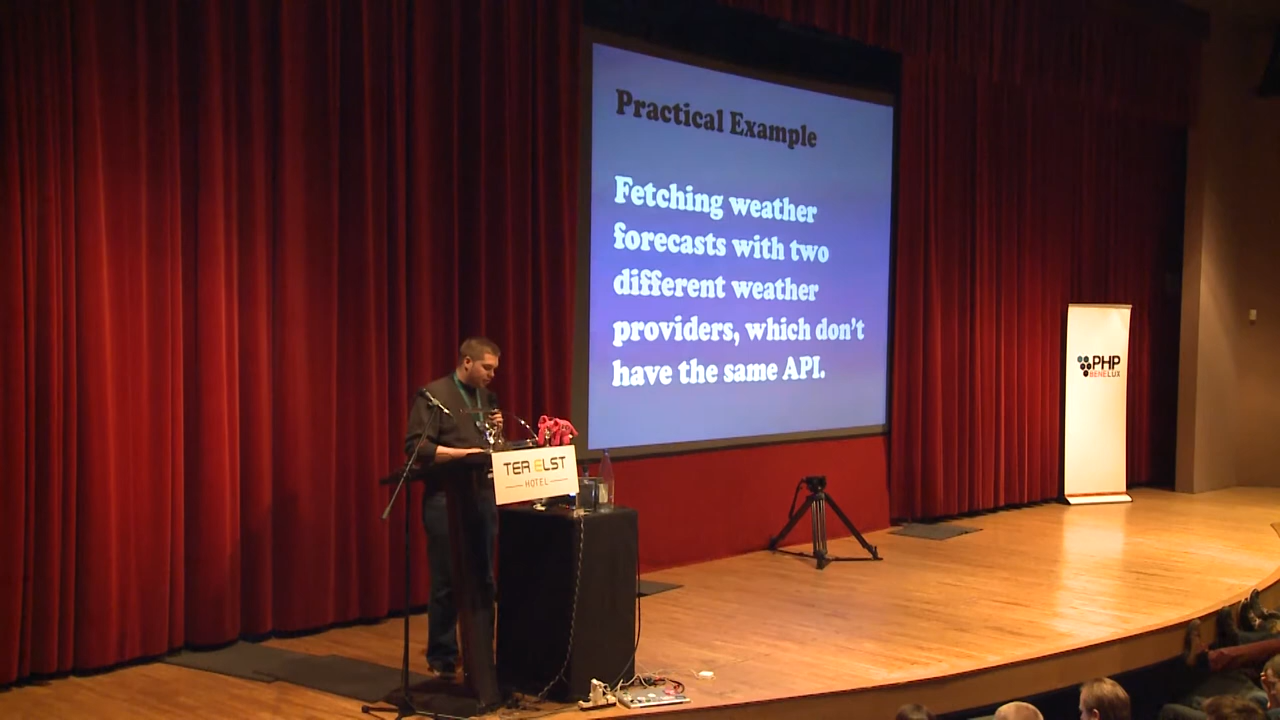 Practical Example
Fetching weather
forecasts with two
different weather
providers, which don't
have the same API.
TER ELST
HOTEL
PHP
BENELUX